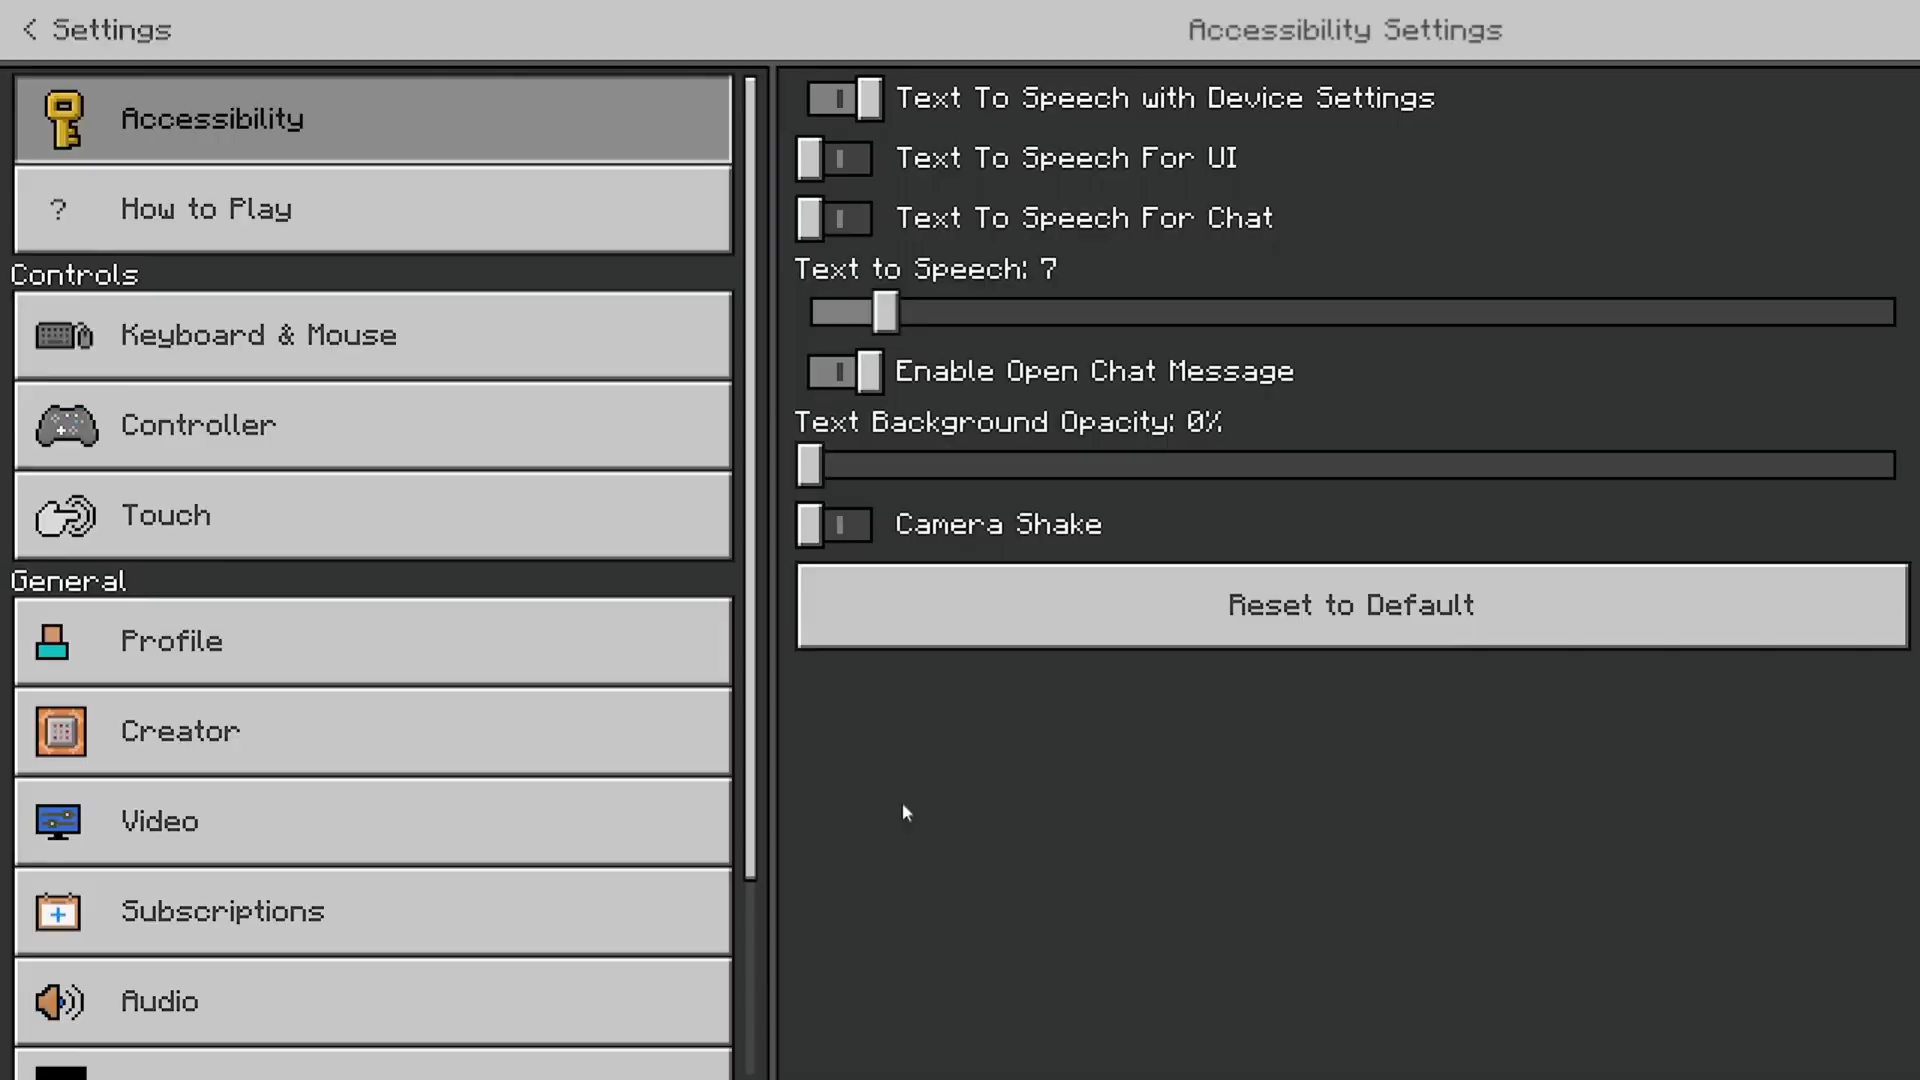 < Settings
Accessibility Settings
Accessibility
? How to Play
Controls
Keyboard & Mouse
Controller
Touch
General
Profile
Creator
Video
Subscriptions
Audio
Text To Speech with Device Settings
Text To Speech For UI
Text To Speech For Chat
Text to Speech: 7
Enable Open Chat Message
Text Background Opacity: 0%
Camera Shake
Reset to Default